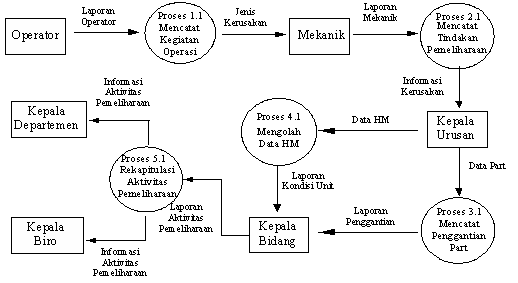 Operator
Laporan
Operator
Proses 1.1
Mencatat
Kegiatan
Operasi
Jenis
Kerusakan
Mekanik
Laporan
Mekanik
Proses 2.1
Mencatat
Tindakan
Pemeliharaan
Informasi
Kerusakan
Kepala
Urusan
Data HM
Proses 4.1
Mengolah
Data HM
Informasi
Aktivitas
Pemeliharaan
Kepala
Departemen
Proses 5.1
Rekapitulasi
Aktivitas
Pemeliharaan
Laporan
Kondisi Unit
Data Part
Laporan
Aktivitas
Pemeliharaan
Kepala
Bidang
Laporan
Penggantian
Proses 3.1
Mencatat
Penggantian
Part
Kepala
Biro
Informasi
Aktivitas
Pemeliharaan